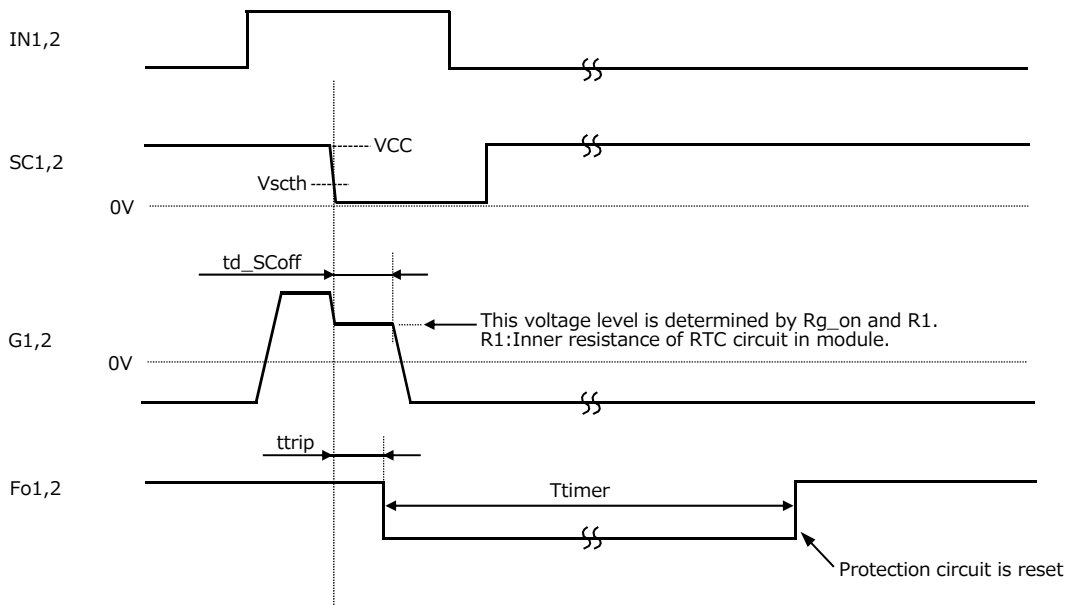 IN1,2
SC1,2
VCC
Vscth
0V
td_SCoff
This voltage level is determined by Rg_on and R1.
R1:Inner resistance of RTC circuit in module.
G1,2
0V
ttrip
Fo1,2
Ttimer
Protection circuit is reset